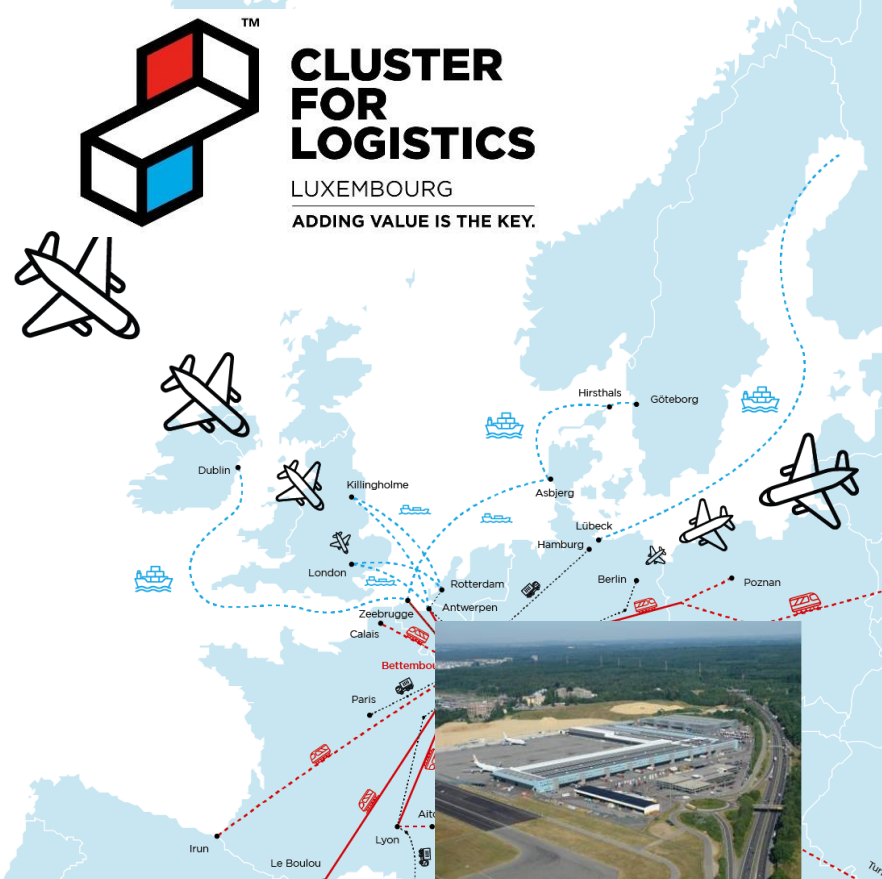 TM
CLUSTER
FOR
LOGISTICS
LUXEMBOURG
ADDING VALUE IS THE KEY.
Hirsthals
Göteborg
Dublin
Killingholme
Asbjerg
Lübeck
Hamburg
London
Rotterdam
Berlin
Poznan
Zeebrugge
Antwerpen
Calais
Paris
Irun
Lyon
Le Boulou